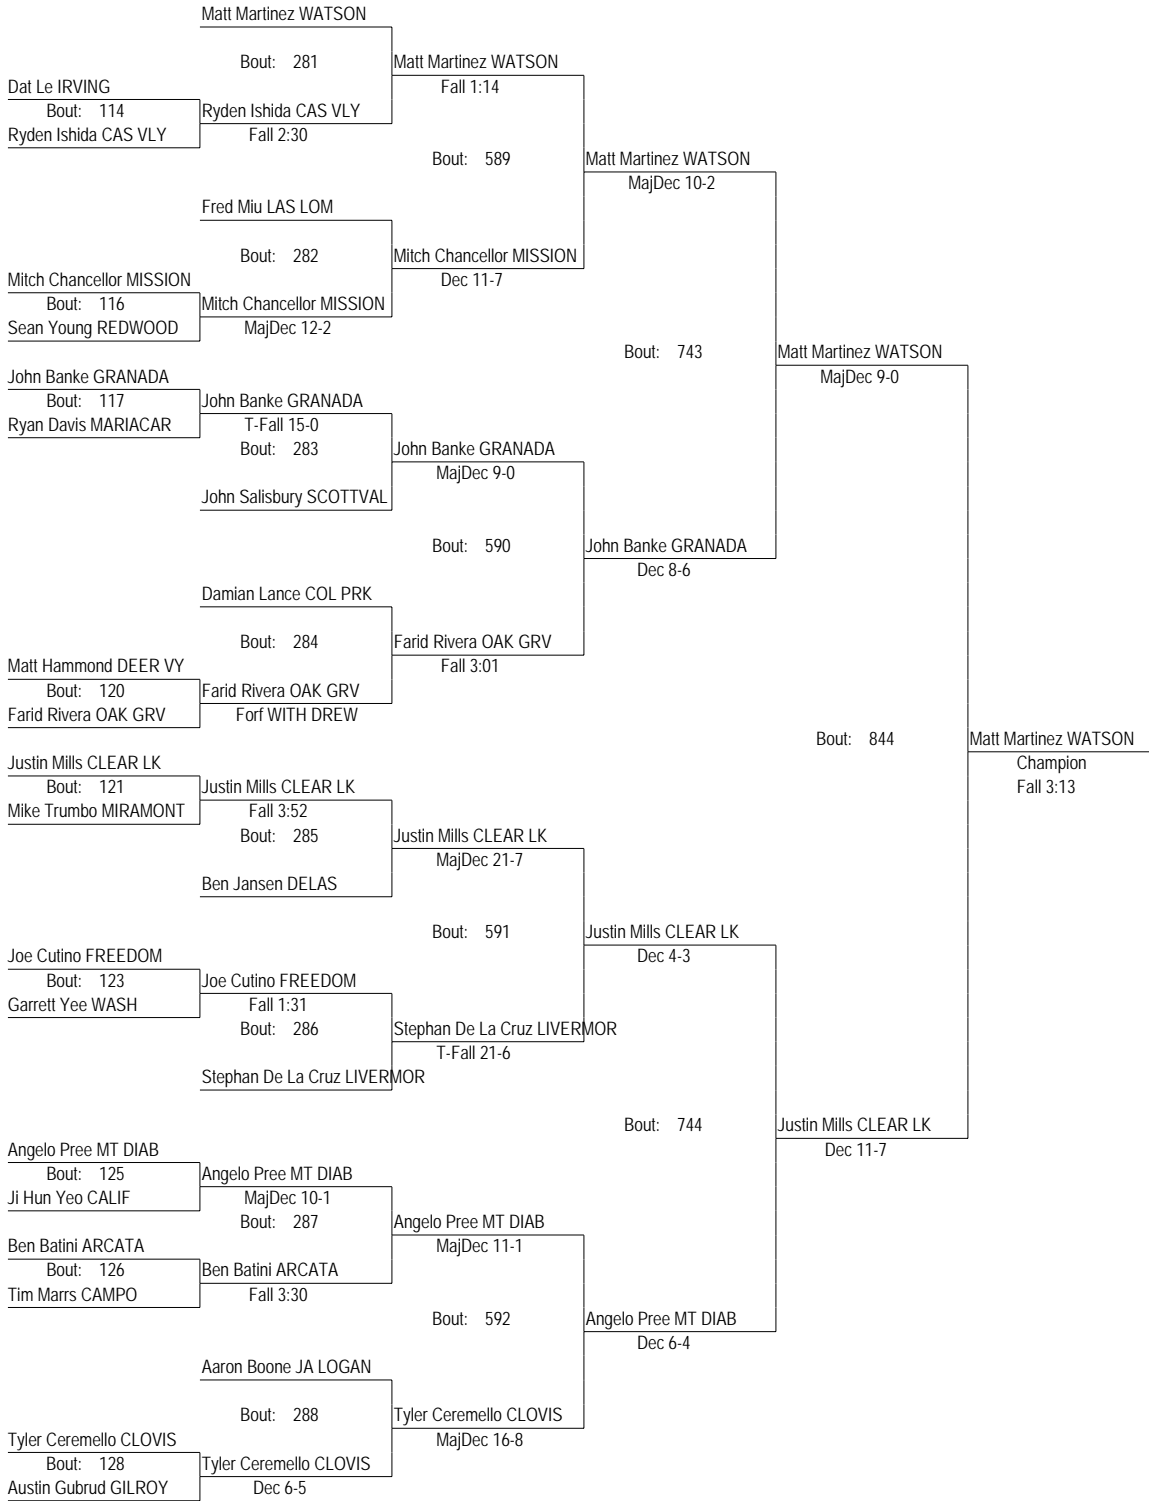 Matt Martinez WATSON
Bout: 281
Matt Martinez WATSON
Fall 1:14
Dat Le IRVING
Bout: 114
Ryden Ishida CAS VLY
Ryden Ishida CAS VLY
Fall 2:30
Bout: 589
Matt Martinez WATSON
MajDec 10-2
Fred Miu LAS LOM
Bout: 282
Mitch Chancellor MISSION
Dec 11-7
Mitch Chancellor MISSION
Bout: 116
Mitch Chancellor MISSION
Sean Young REDWOOD
MajDec 12-2
Bout: 743
Matt Martinez WATSON
MajDec 9-0
John Banke GRANADA
Bout: 117
John Banke GRANADA
Ryan Davis MARIACAR
T-Fall 15-0
Bout: 283
John Banke GRANADA
MajDec 9-0
John Salisbury SCOTTVAL
Bout: 590
John Banke GRANADA
Dec 8-6
Damian Lance COL PRK
Bout: 284
Farid Rivera OAK GRV
Fall 3:01
Matt Hammond DEER VY
Bout: 120
Farid Rivera OAK GRV
Farid Rivera OAK GRV
Forf WITH DREW
Bout: 844
Matt Martinez WATSON
Champion
Fall 3:13
Justin Mills CLEAR LK
Bout: 121
Justin Mills CLEAR LK
Mike Trumbo MIRAMONT
Fall 3:52
Bout: 285
Justin Mills CLEAR LK
MajDec 21-7
Ben Jansen DELAS
Bout: 591
Justin Mills CLEAR LK
Dec 4-3
Joe Cutino FREEDOM
Bout: 123
Joe Cutino FREEDOM
Garrett Yee WASH
Fall 1:31
Bout: 286
Stephan De La Cruz LIVERMOR
T-Fall 21-6
Stephan De La Cruz LIVERMOR
Bout: 744
Justin Mills CLEAR LK
Dec 11-7
Angelo Pree MT DIAB
Bout: 125
Angelo Pree MT DIAB
Ji Hun Yeo CALIF
MajDec 10-1
Bout: 287
Angelo Pree MT DIAB
MajDec 11-1
Ben Batini ARCATA
Bout: 126
Ben Batini ARCATA
Tim Marrs CAMPO
Fall 3:30
Bout: 592
Angelo Pree MT DIAB
Dec 6-4
Aaron Boone JA LOGAN
Bout: 288
Tyler Ceremello CLOVIS
MajDec 16-8
Tyler Ceremello CLOVIS
Bout: 128
Tyler Ceremello CLOVIS
Austin Gubrud GILROY
Dec 6-5